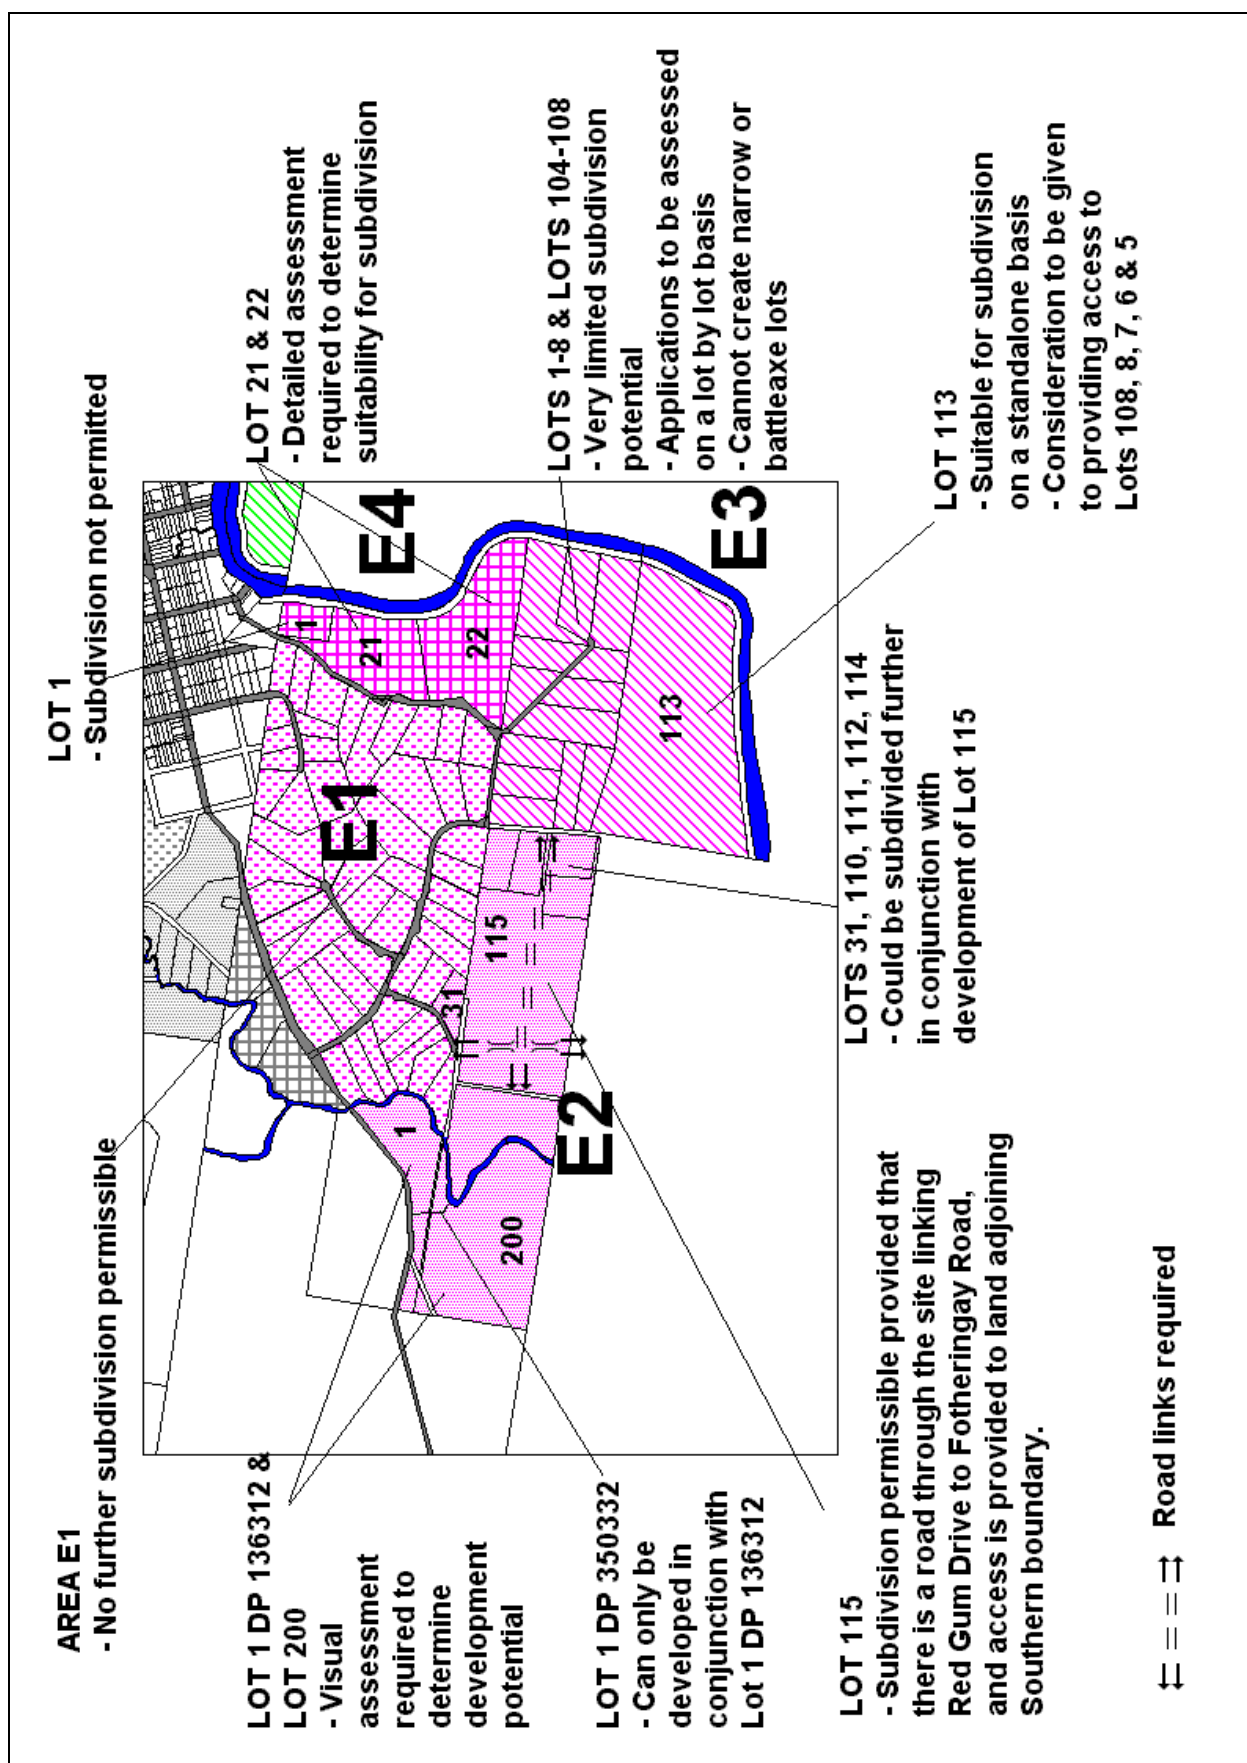 AREA E1
- No further subdivision permissible
LOT 1
- Subdivision not permitted
LOT 21 & 22
- Detailed assessment
required to determine
suitability for subdivision
LOT 1 DP 136312 &
LOT 200
- Visual
assessment
required to
determine
development
potential
LOTS 1-8 & LOTS 104-108
- Very limited subdivision
potential
- Applications to be assessed
on a lot by lot basis
- Cannot create narrow or
battleaxe lots
LOT 1 DP 350332
- Can only be
developed in
conjunction with
Lot 1 DP 136312
E1
E2
E3
E4
1
21
22
113
115
31
1
200
LOT 115
- Subdivision permissible provided that
there is a road through the site linking
Red Gum Drive to Fotheringay Road,
and access is provided to land adjoining
Southern boundary.
LOTS 31, 110, 111, 112, 114
- Could be subdivided further
in conjunction with
development of Lot 115
LOT 113
- Suitable for subdivision
on a standalone basis
- Consideration to be given
to providing access to
Lots 108, 8, 7, 6 & 5
Road links required